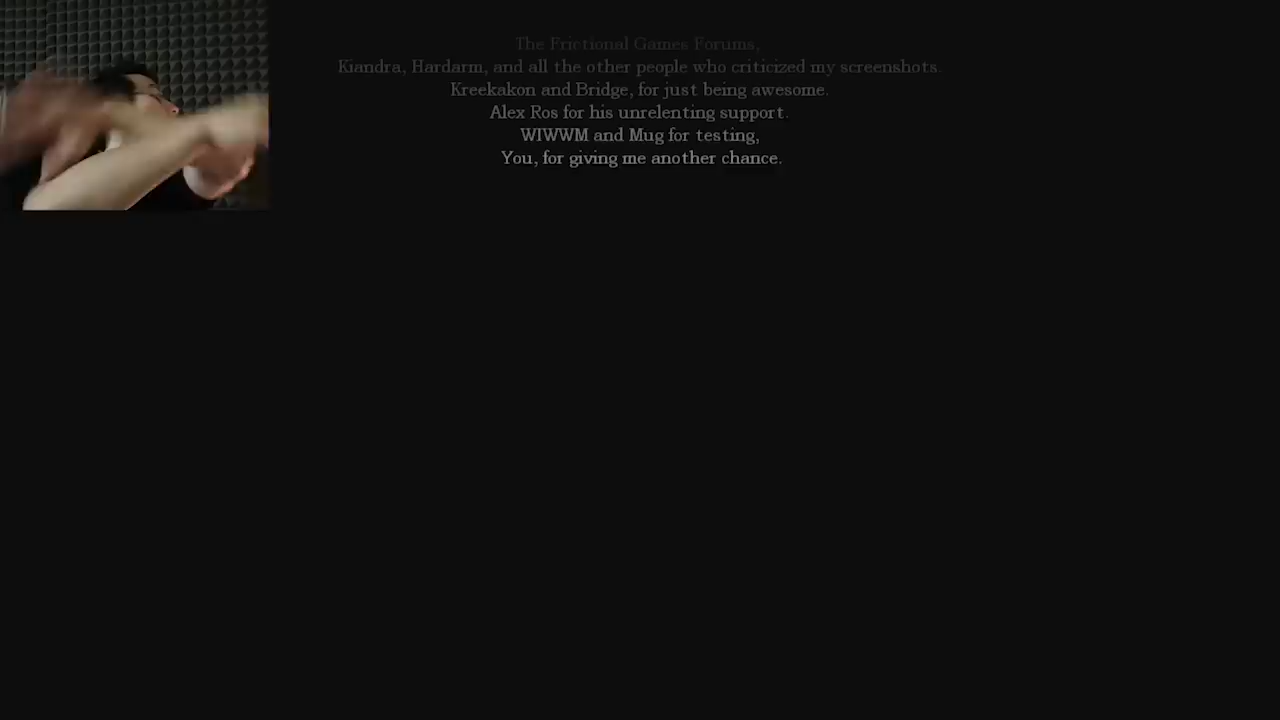 The Frictional Games Forums,
Kiandra, Hardarm, and all the other people who criticized my screenshots.
Kreekakon and Bridge, for just being awesome.
Alex Ros for his unrelenting support.
WIWWM and Mug for testing,
You, for giving me another chance.